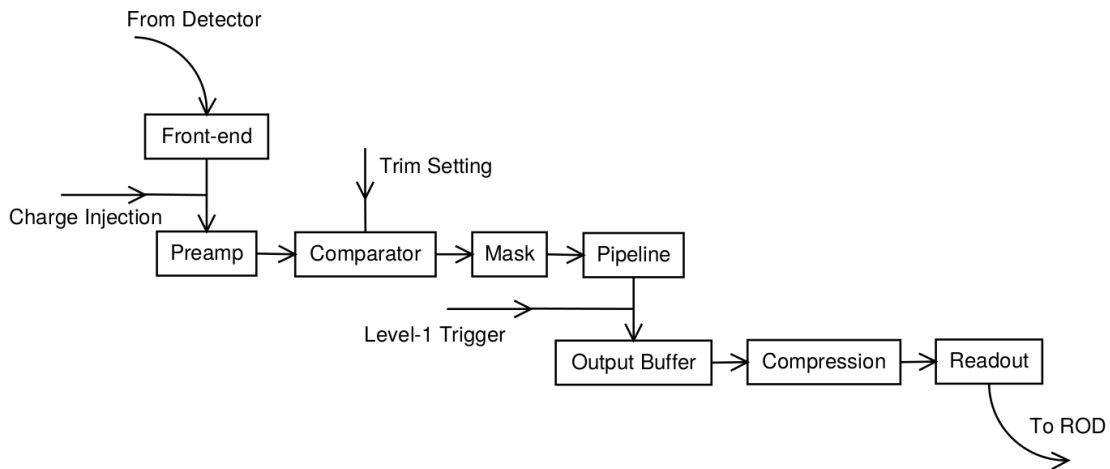 From Detector
Front-end
Trim Setting
Charge Injection
Preamp
Comparator
Mask
Pipeline
Level-1 Trigger
Output Buffer
Compression
Readout
To ROD